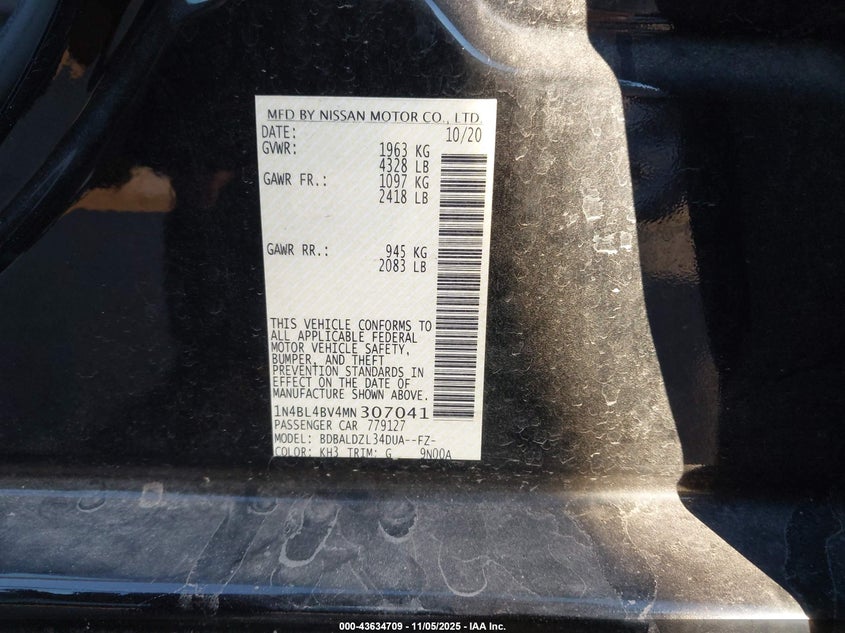 MFD BY NISSAN MOTOR CO., LTD.
DATE: 10/20
GVWR: 1963 KG
4328 LB
GAWR FR.: 1097 KG
2418 LB
GAWR RR.: 945 KG
2083 LB
THIS VEHICLE CONFORMS TO
ALL APPLICABLE FEDERAL
MOTOR VEHICLE SAFETY,
BUMPER, AND THEFT
PREVENTION STANDARDS IN
EFFECT ON THE DATE OF
MANUFACTURE SHOWN ABOVE.
1N4BL4BV4MN307041
PASSENGER CAR 779127
MODEL: BDBALDZL34DUA--FZ-
COLOR: KH3 TRIM: G 9N00A
000-43634709 - 11/05/2025 - IAA Inc.